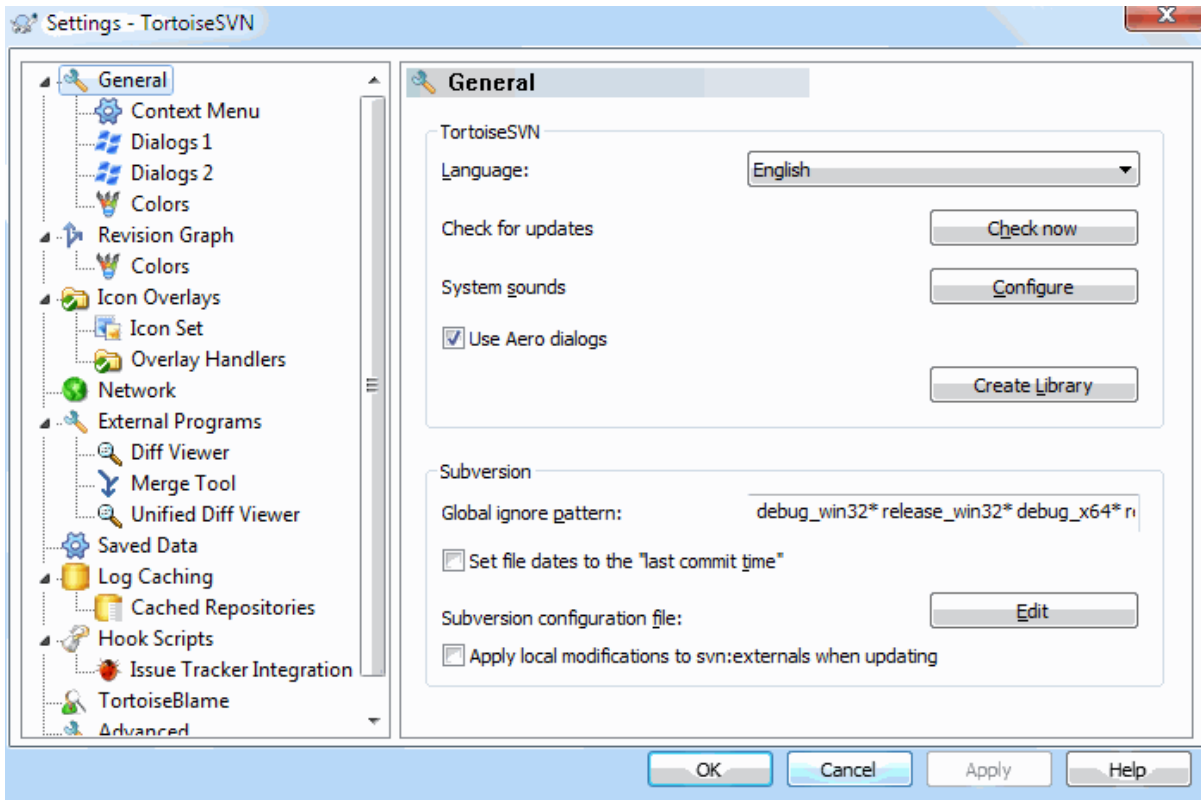 Settings - TortoiseSVN
General
Context Menu
Dialogs 1
Dialogs 2
Colors
Revision Graph
Colors
Icon Overlays
Icon Set
Overlay Handlers
Network
External Programs
Diff Viewer
Merge Tool
Unified Diff Viewer
Saved Data
Log Caching
Cached Repositories
Hook Scripts
Issue Tracker Integration
TortoiseBlame
Advanced
General
TortoiseSVN
Language: English
Check for updates Check now
System sounds Configure
Use Aero dialogs
Create Library
Subversion
Global ignore pattern: debug_win32* release_win32* debug_x64*
Set file dates to the "last commit time"
Subversion configuration file: Edit
Apply local modifications to svn:externals when updating
OK Cancel Apply Help